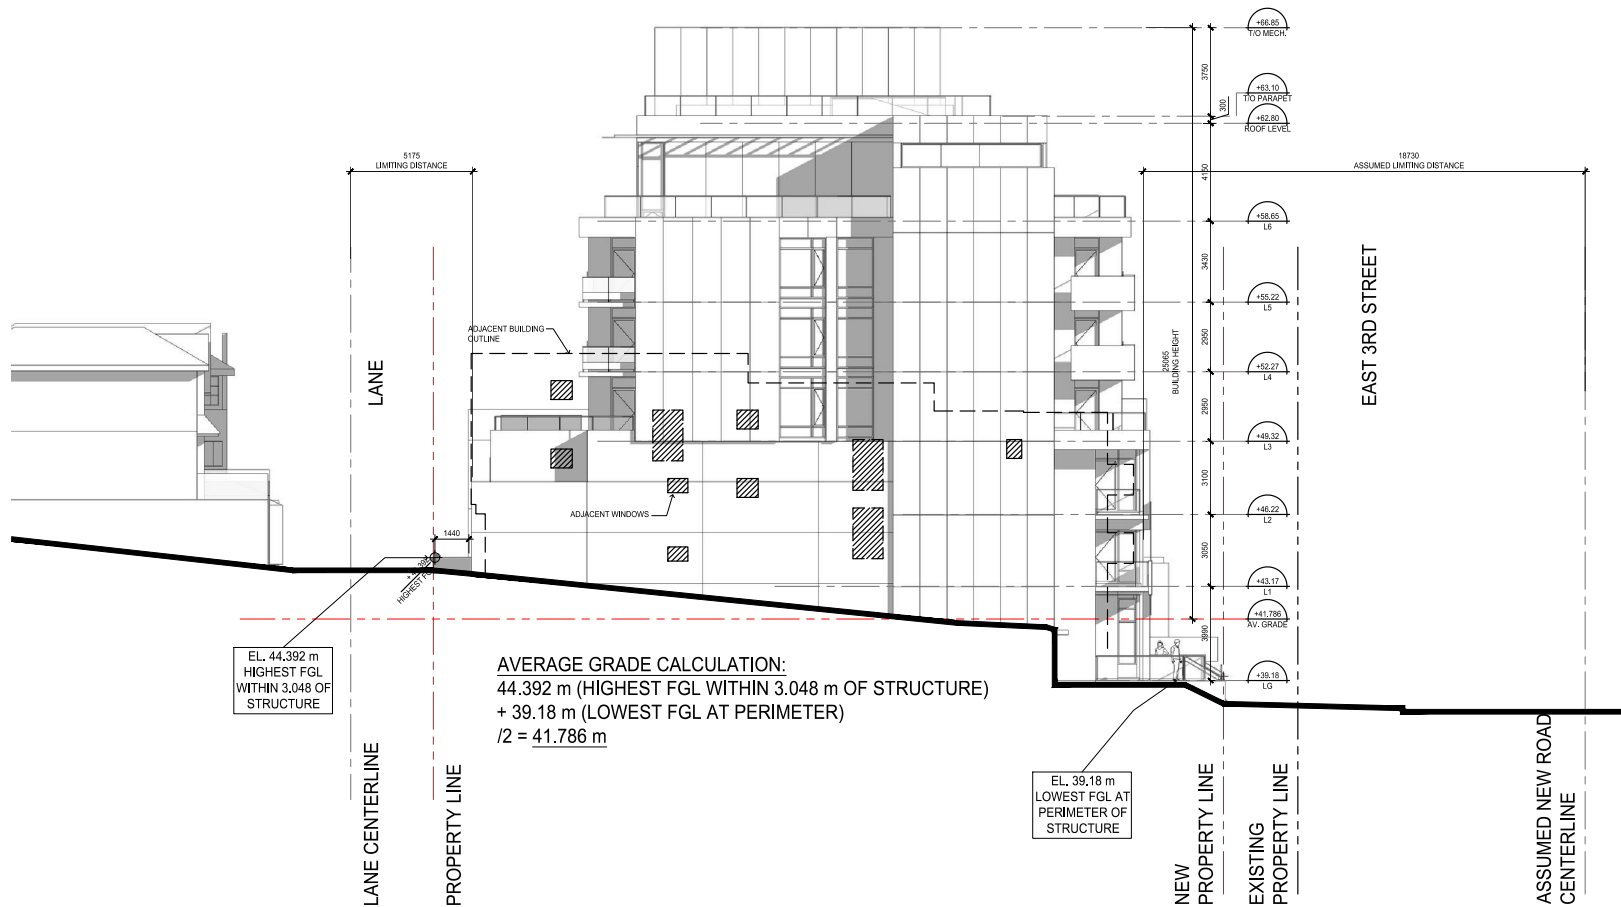 +66.85
T/O MECH.
3750
+63.10
T/O PARAPET
300
+62.80
ROOF LEVEL
5175
LIMITING DISTANCE
18730
ASSUMED LIMITING DISTANCE
4150
+58.65
L6
3430
+55.22
L5
2950
+52.27
L4
2950
+49.32
L3
3100
+46.22
L2
3050
+43.17
L1
+41.786
AV. GRADE
3990
+39.18
LG
25065
BUILDING HEIGHT
EAST 3RD STREET
LANE
ADJACENT BUILDING
OUTLINE
ADJACENT WINDOWS
1440
HIGHEST FGL
EL. 44.392 m
HIGHEST FGL
WITHIN 3.048 OF
STRUCTURE
AVERAGE GRADE CALCULATION:
44.392 m (HIGHEST FGL WITHIN 3.048 m OF STRUCTURE)
+ 39.18 m (LOWEST FGL AT PERIMETER)
/2 = 41.786 m
EL. 39.18 m
LOWEST FGL AT
PERIMETER OF
STRUCTURE
LANE CENTERLINE
PROPERTY LINE
NEW
PROPERTY LINE
EXISTING
PROPERTY LINE
ASSUMED NEW ROAD
CENTERLINE